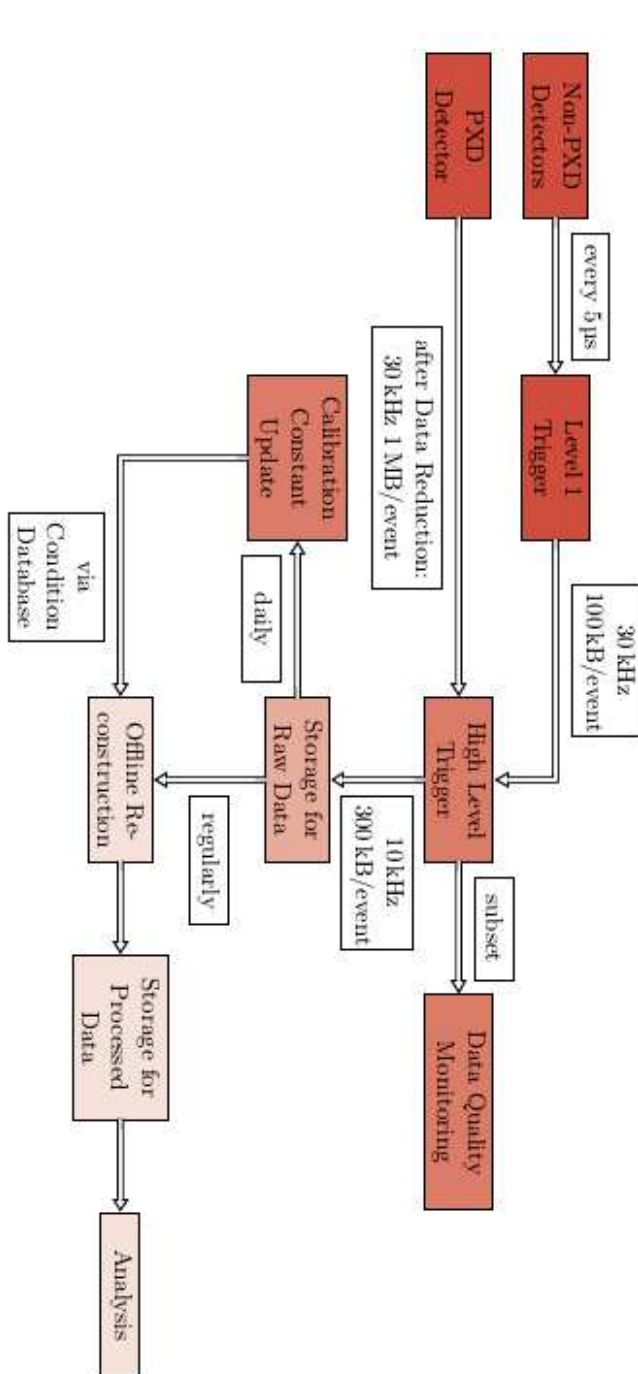 Non-PXD
Detectors
every 5 μs
Level 1
Trigger
30 kHz
100 kB/event
PXD
Detector
after Data Reduction:
30 kHz 1 MB/event
High Level
Trigger
subset
Data Quality
Monitoring
10 kHz
300 kB/event
Calibration
Constant
Update
daily
Storage for
Raw Data
regularly
via
Condition
Database
Offline Re-
construction
Storage for
Processed
Data
Analysis